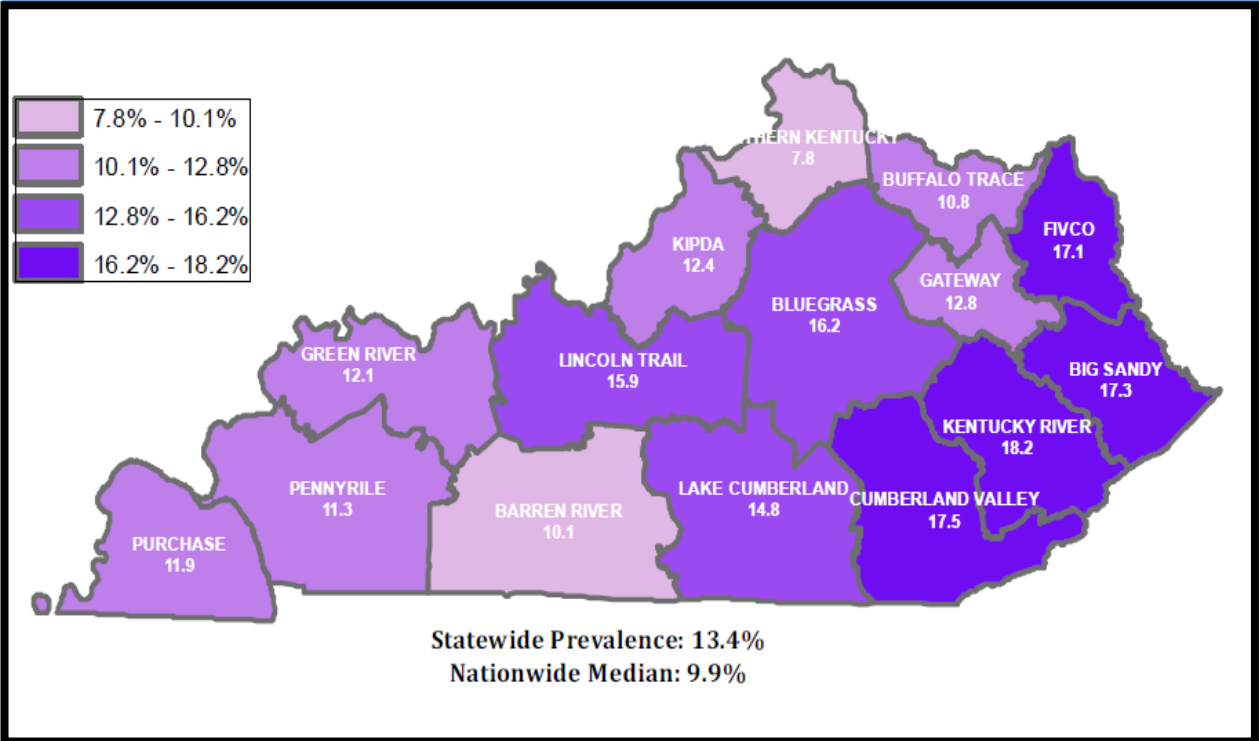 7.8% - 10.1%
10.1% - 12.8%
12.8% - 16.2%
16.2% - 18.2%
THERN KENTUCKY
7.8
BUFFALO TRACE
10.8
FIVCO
17.1
KIPDA
12.4
GATEWAY
12.8
BLUEGRASS
16.2
GREEN RIVER
12.1
LINCOLN TRAIL
15.9
BIG SANDY
17.3
KENTUCKY RIVER
18.2
PENNYRILE
11.3
LAKE CUMBERLAND
14.8
CUMBERLAND VALLEY
17.5
BARREN RIVER
10.1
PURCHASE
11.9
Statewide Prevalence: 13.4%
Nationwide Median: 9.9%